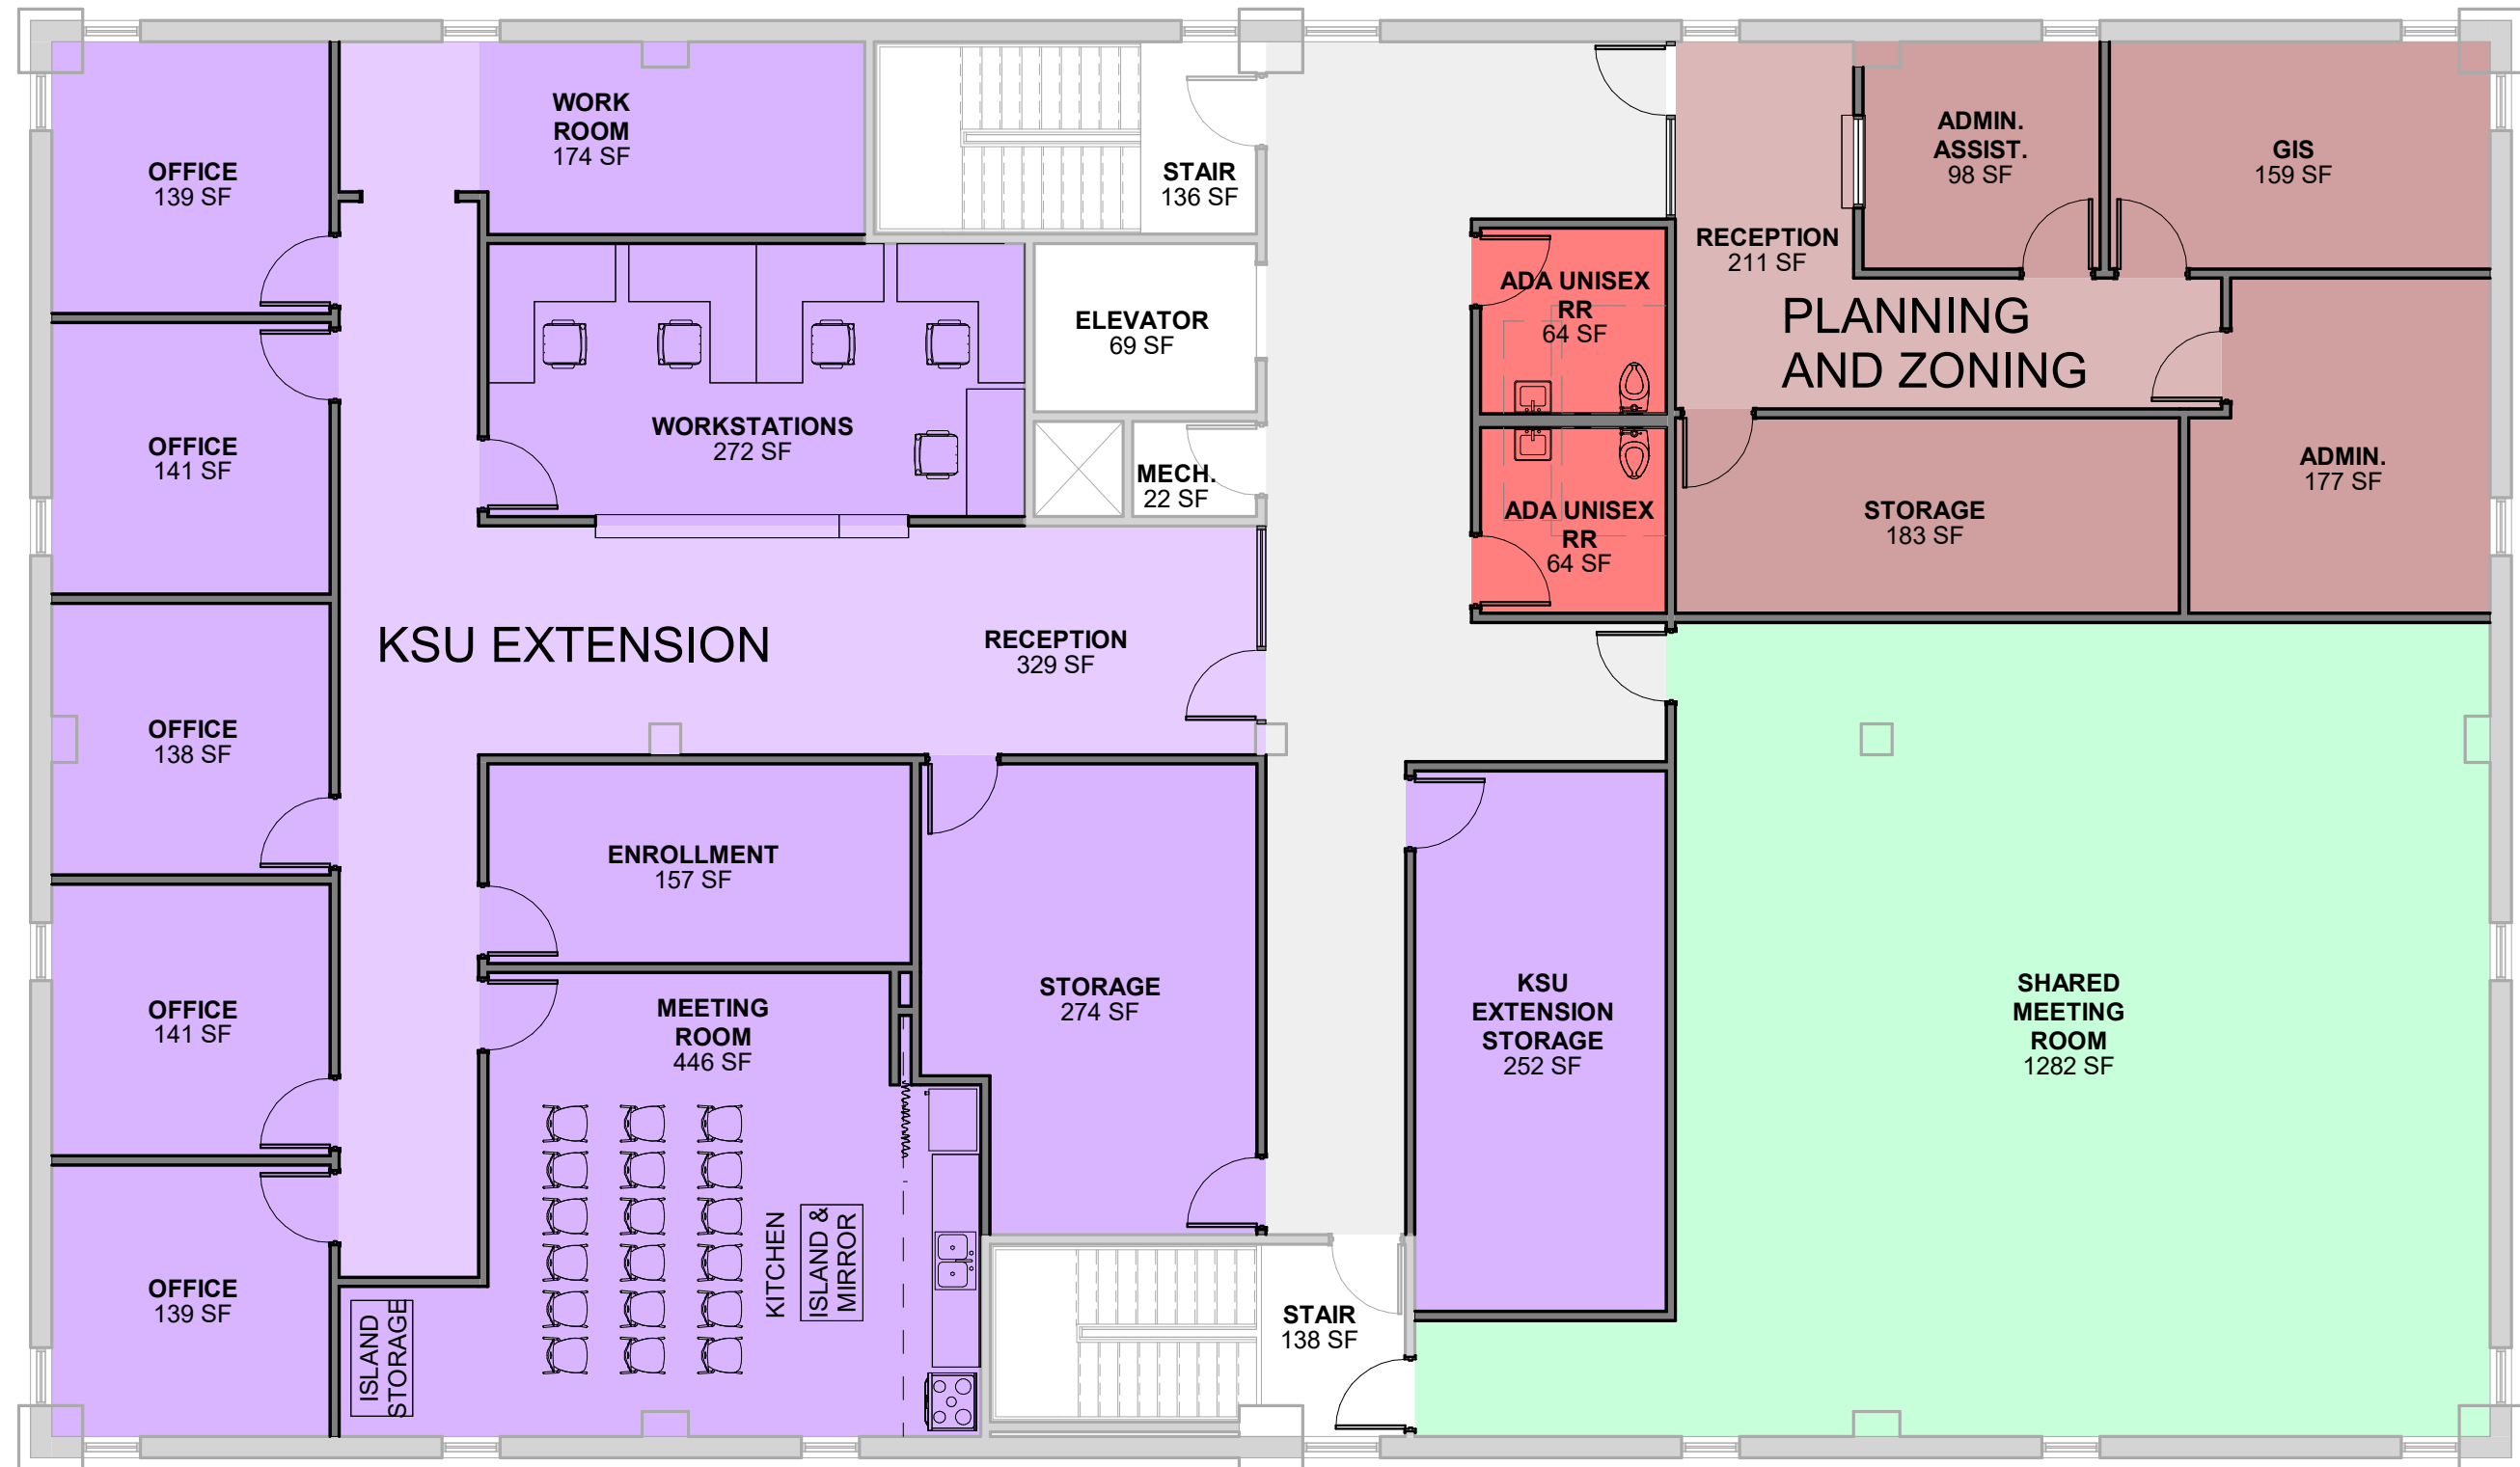 OFFICE
139 SF
WORK
ROOM
174 SF
STAIR
136 SF
ADMIN.
ASSIST.
98 SF
GIS
159 SF
RECEPTION
211 SF
ADA UNISEX
RR
64 SF
ELEVATOR
69 SF
PLANNING
AND ZONING
OFFICE
141 SF
WORKSTATIONS
272 SF
MECH.
22 SF
ADA UNISEX
RR
64 SF
STORAGE
183 SF
ADMIN.
177 SF
KSU EXTENSION
RECEPTION
329 SF
OFFICE
138 SF
ENROLLMENT
157 SF
OFFICE
141 SF
MEETING
ROOM
446 SF
STORAGE
274 SF
KSU
EXTENSION
STORAGE
252 SF
SHARED
MEETING
ROOM
1282 SF
OFFICE
139 SF
ISLAND
STORAGE
KITCHEN
ISLAND &
MIRROR
STAIR
138 SF